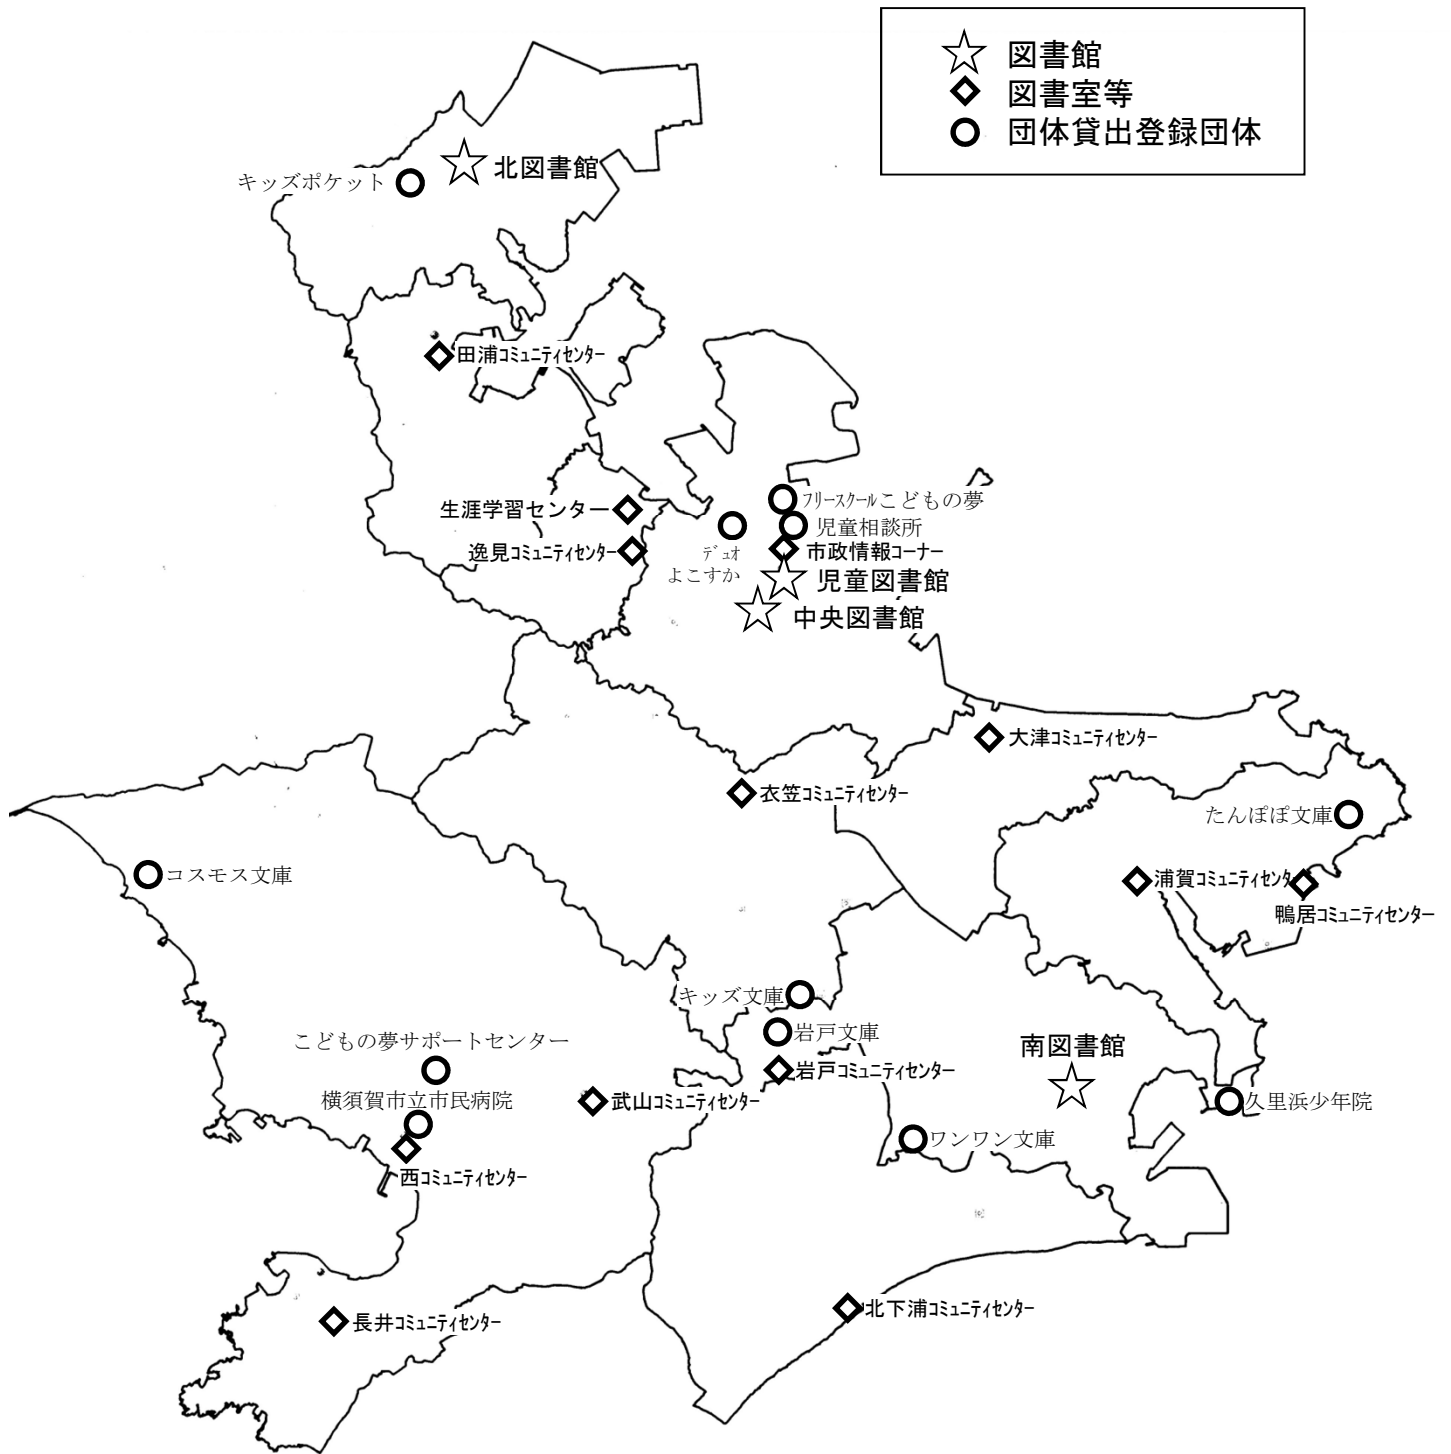 図書館
図書室等
団体貸出登録団体
北図書館
キッズポケット
田浦ｺﾐｭﾆﾃｨｾﾝﾀｰ
生涯学習センター
逸見ｺﾐｭﾆﾃｨｾﾝﾀｰ
ﾌﾘｰｽｸｰﾙこどもの夢
児童相談所
ﾃﾞｭｵ
よこすか
市政情報ｺｰﾅｰ
児童図書館
中央図書館
大津ｺﾐｭﾆﾃｨｾﾝﾀｰ
衣笠ｺﾐｭﾆﾃｨｾﾝﾀｰ
たんぽぽ文庫
コスモス文庫
浦賀ｺﾐｭﾆﾃｨｾﾝﾀ
鴨居ｺﾐｭﾆﾃｨｾﾝﾀｰ
キッズ文庫
岩戸文庫
こどもの夢サポートセンター
南図書館
岩戸ｺﾐｭﾆﾃｨｾﾝﾀｰ
横須賀市立市民病院
武山ｺﾐｭﾆﾃｨｾﾝﾀｰ
久里浜少年院
ワンワン文庫
西ｺﾐｭﾆﾃｨｾﾝﾀｰ
北下浦ｺﾐｭﾆﾃｨｾﾝﾀｰ
長井ｺﾐｭﾆﾃｨｾﾝﾀｰ